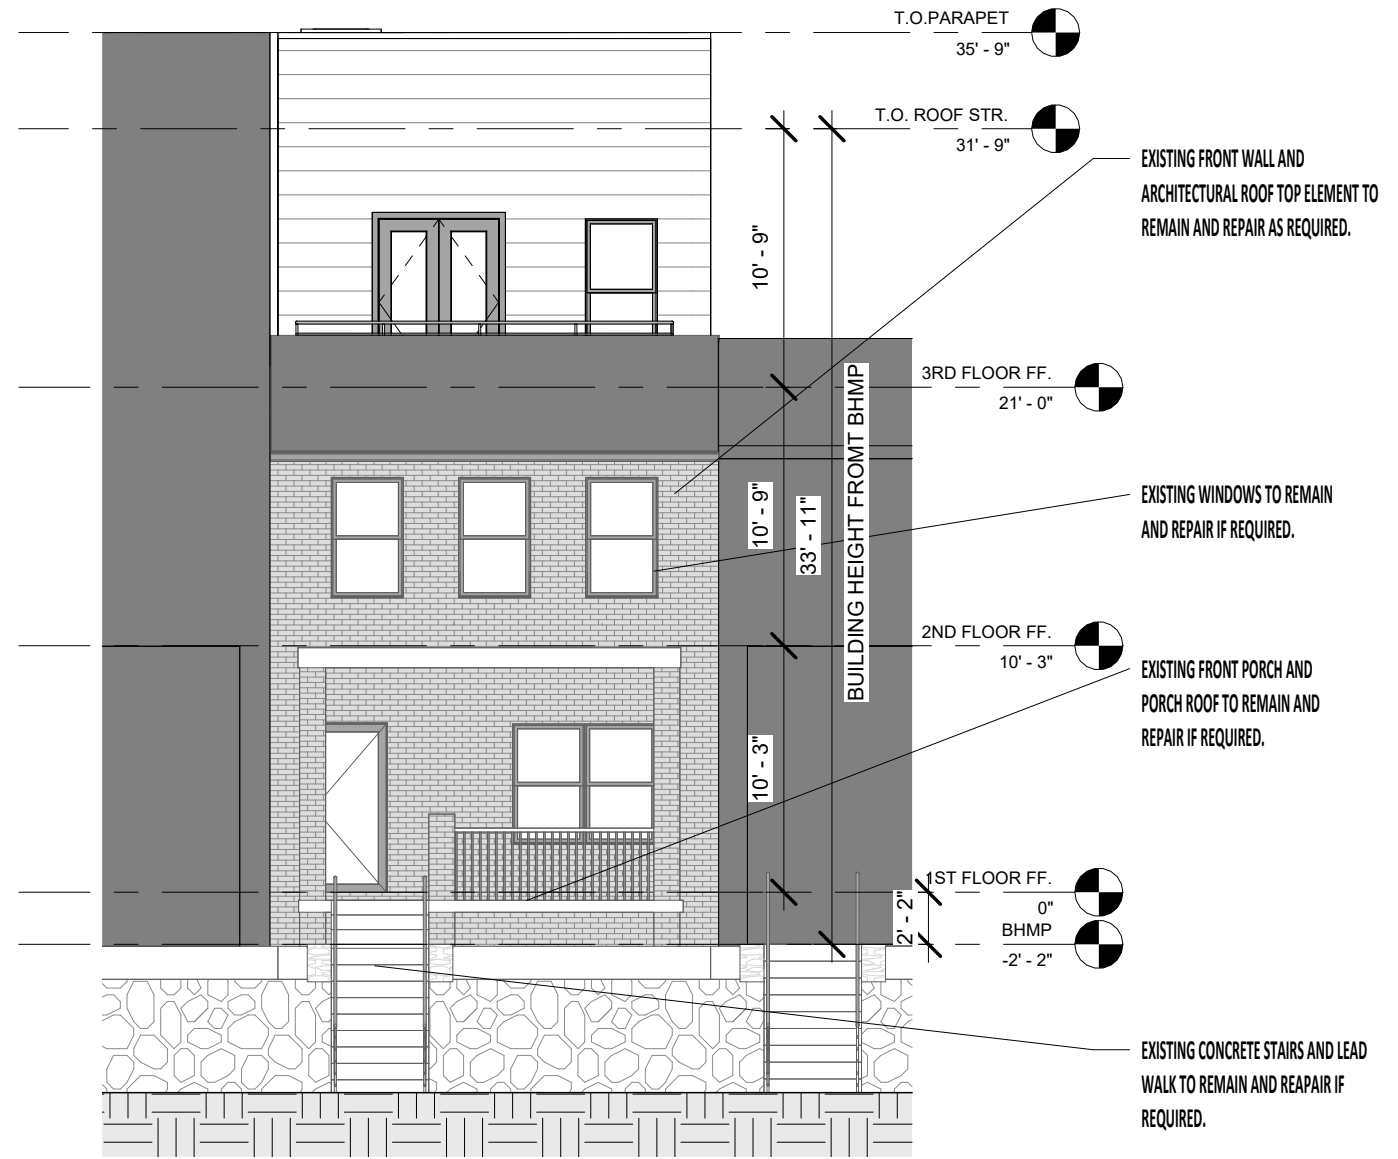 T.O.PARAPET
35' - 9"
T.O. ROOF STR.
31' - 9"
EXISTING FRONT WALL AND
ARCHITECTURAL ROOF TOP ELEMENT TO
REMAIN AND REPAIR AS REQUIRED.
10' - 9"
3RD FLOOR FF.
21' - 0"
BUILDING HEIGHT FROMT BHMP
10' - 9"
33' - 11"
EXISTING WINDOWS TO REMAIN
AND REPAIR IF REQUIRED.
2ND FLOOR FF.
10' - 3"
EXISTING FRONT PORCH AND
PORCH ROOF TO REMAIN AND
REPAIR IF REQUIRED.
10' - 3"
1ST FLOOR FF.
0"
2' - 2"
BHMP
-2' - 2"
EXISTING CONCRETE STAIRS AND LEAD
WALK TO REMAIN AND REAPAIR IF
REQUIRED.